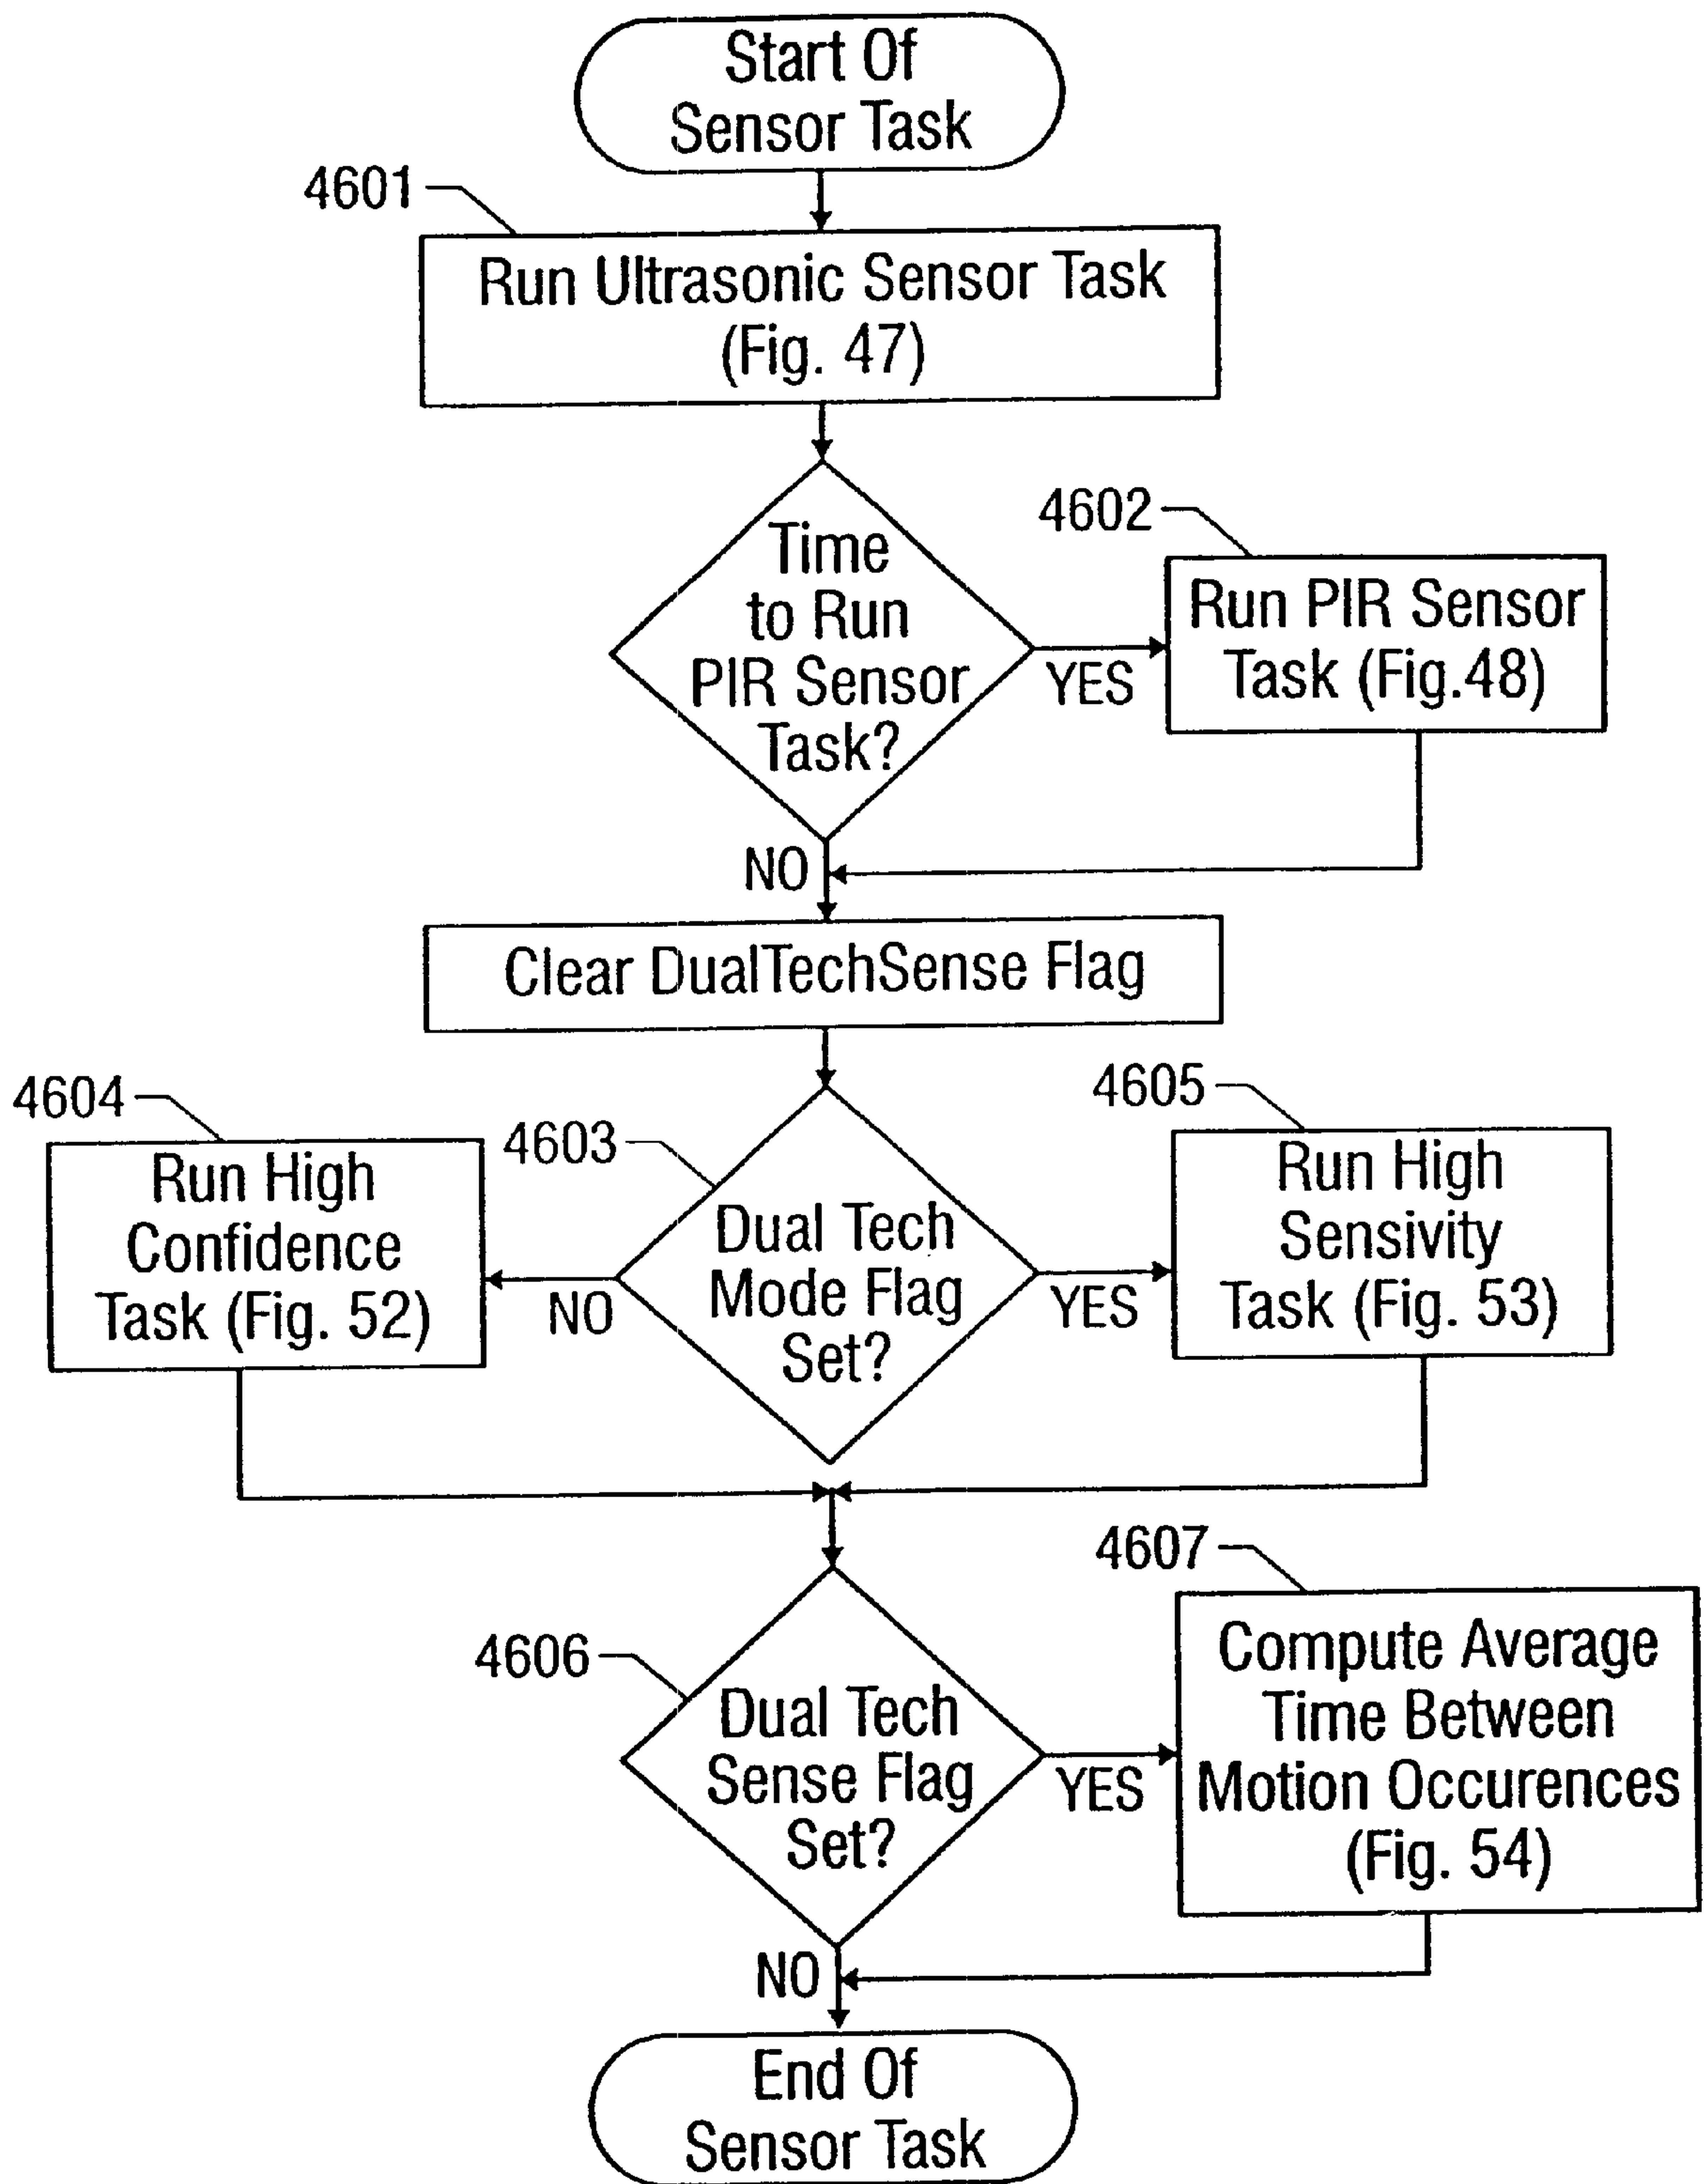 Start Of
Sensor Task
4601
Run Ultrasonic Sensor Task
(Fig. 47)
Time
to Run
PIR Sensor
Task?
YES
4602
Run PIR Sensor
Task (Fig.48)
NO
Clear DualTechSense Flag
4603
Dual Tech
Mode Flag
Set?
NO
4604
Run High
Confidence
Task (Fig. 52)
YES
4605
Run High
Sensivity
Task (Fig. 53)
4606
Dual Tech
Sense Flag
Set?
YES
4607
Compute Average
Time Between
Motion Occurences
(Fig. 54)
NO
End Of
Sensor Task